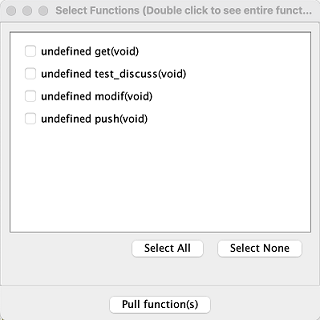 Select Functions (Double click to see entire funct...
undefined get(void)
undefined test_discuss(void)
undefined modif(void)
undefined push(void)
Select All
Select None
Pull function(s)